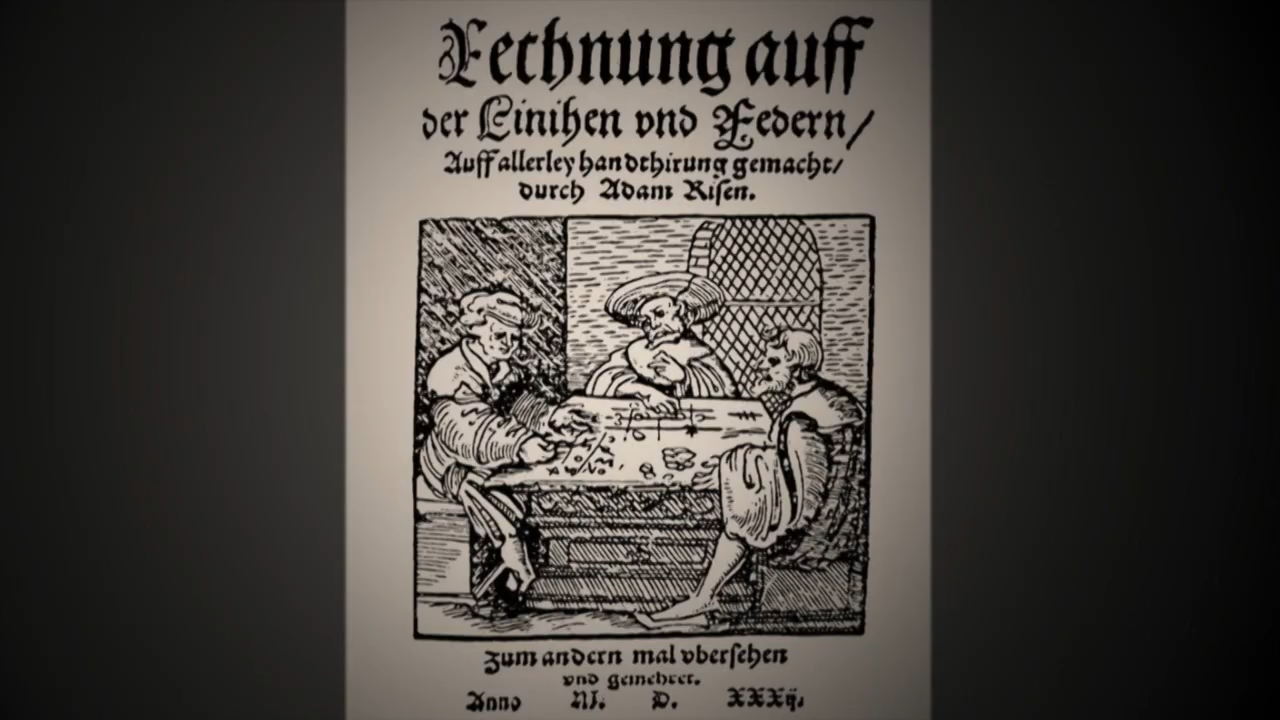 Rechnung auff
der Linihen vnd Federn/
Auff allerley handthirung gemacht/
durch Adam Risen.
zum andern mal vbersehen
vnd gemehret.
Anno M. D. XXXij.